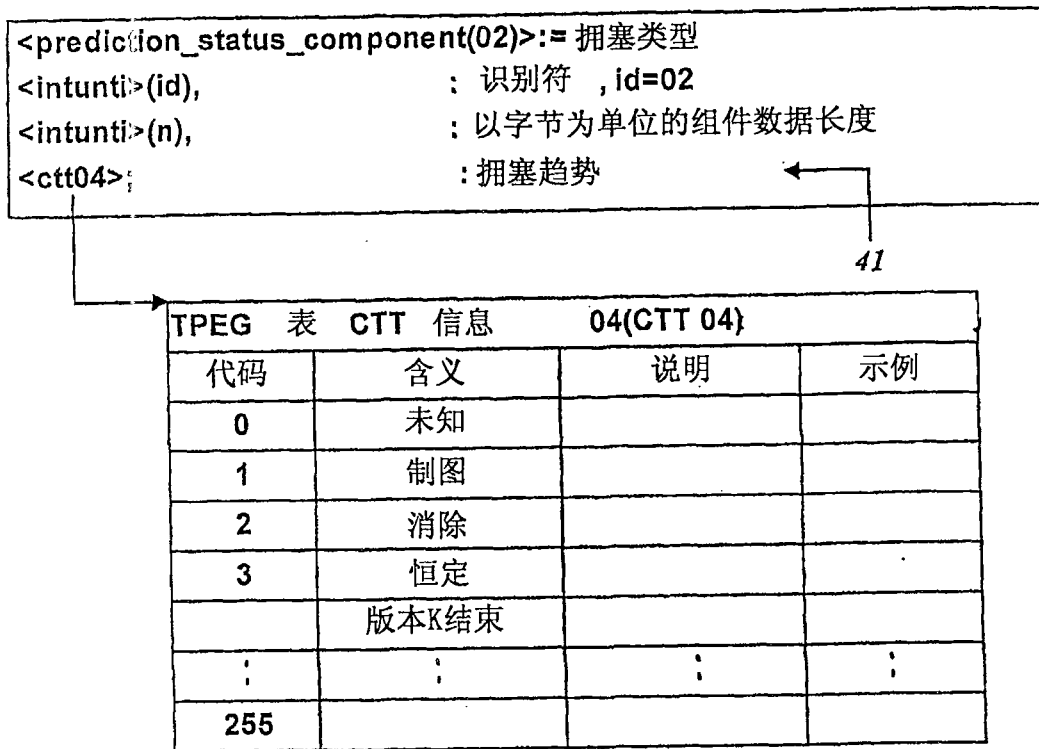 <prediction_status_component(02)>:= 拥塞类型
<intunti>(id), : 识别符 , id=02
<intunti>(n), : 以字节为单位的组件数据长度
<ctt04>; : 拥塞趋势
41
TPEG 表 CTT 信息 04(CTT 04)
代码 含义 说明 示例
0 未知
1 制图
2 消除
3 恒定
版本K结束
⋮ ⋮ ⋮ ⋮
255